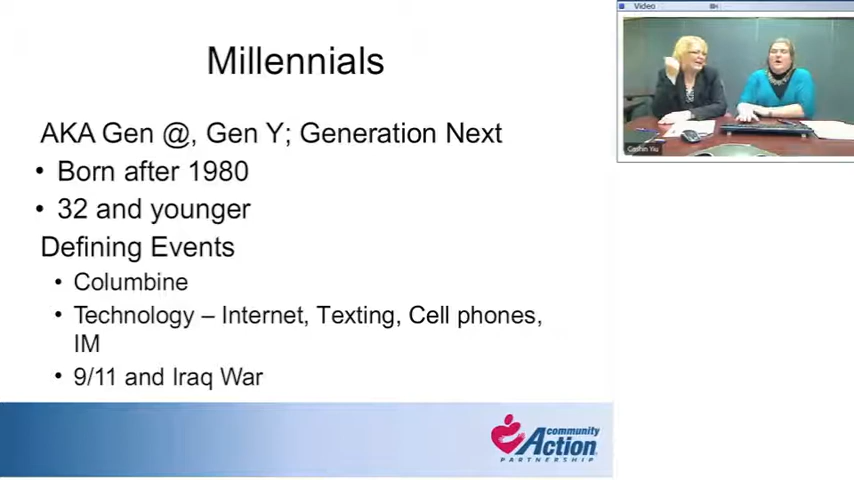 Millennials
AKA Gen @, Gen Y; Generation Next
• Born after 1980
• 32 and younger
Defining Events
• Columbine
• Technology – Internet, Texting, Cell phones,
IM
• 9/11 and Iraq War
community
Action
PARTNERSHIP
Video